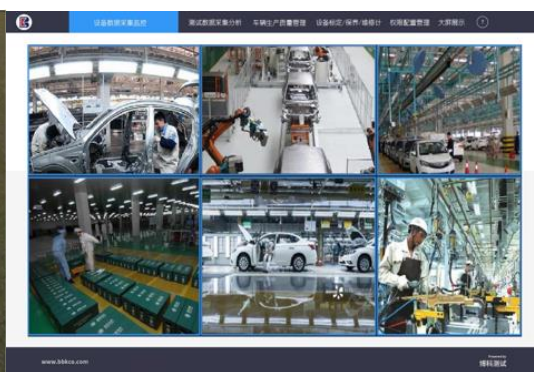 设备数据采集监控
测试数据采集分析
车辆生产质量管理
设备标定/保养/维修计
权限配置管理
大屏展示
www.bbkco.com
Powered by
博科测试